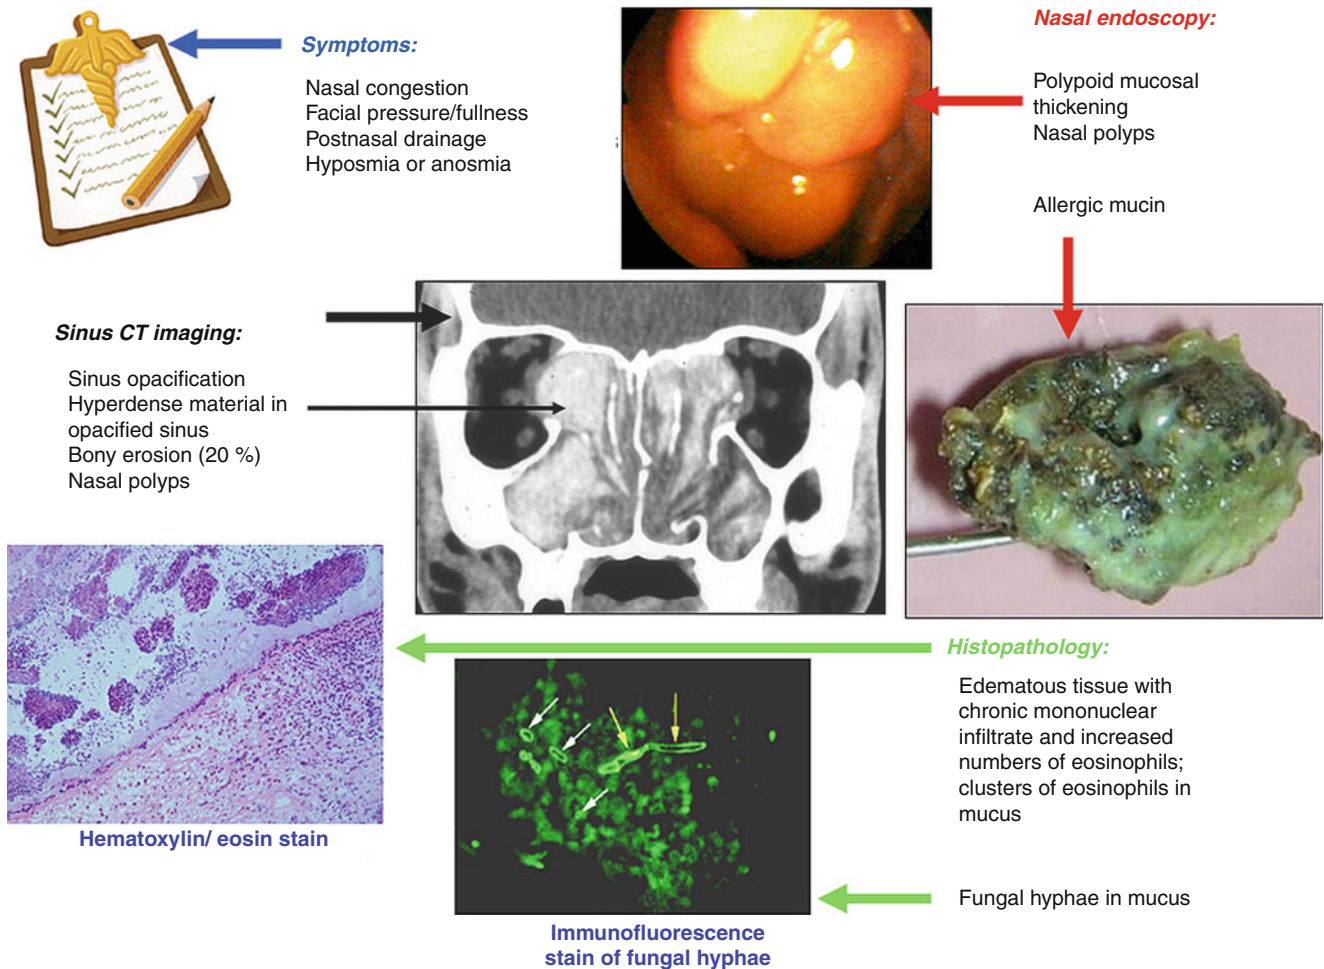 Symptoms:
Nasal congestion
Facial pressure/fullness
Postnasal drainage
Hyposmia or anosmia
Nasal endoscopy:
Polypoid mucosal
thickening
Nasal polyps
Allergic mucin
Sinus CT imaging:
Sinus opacification
Hyperdense material in
opacified sinus
Bony erosion (20 %)
Nasal polyps
Hematoxylin/ eosin stain
Histopathology:
Edematous tissue with
chronic mononuclear
infiltrate and increased
numbers of eosinophils;
clusters of eosinophils in
mucus
Fungal hyphae in mucus
Immunofluorescence
stain of fungal hyphae